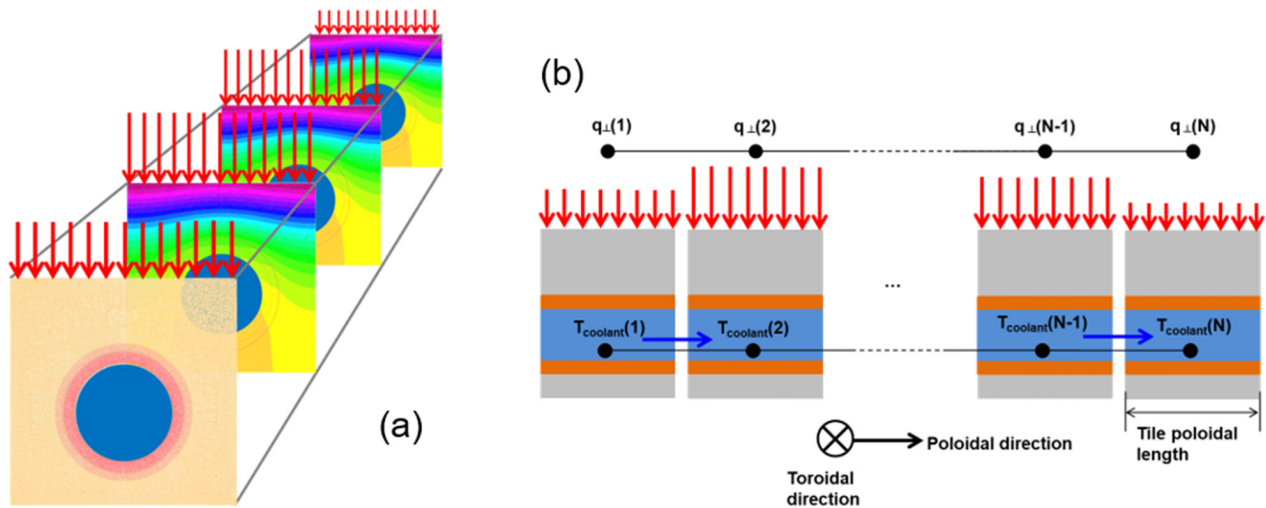 (a)
(b)
q⊥(1) q⊥(2) q⊥(N-1) q⊥(N)
...
Tcoolant(1) Tcoolant(2) Tcoolant(N-1) Tcoolant(N)
Poloidal direction
Toroidal
direction
Tile poloidal
length